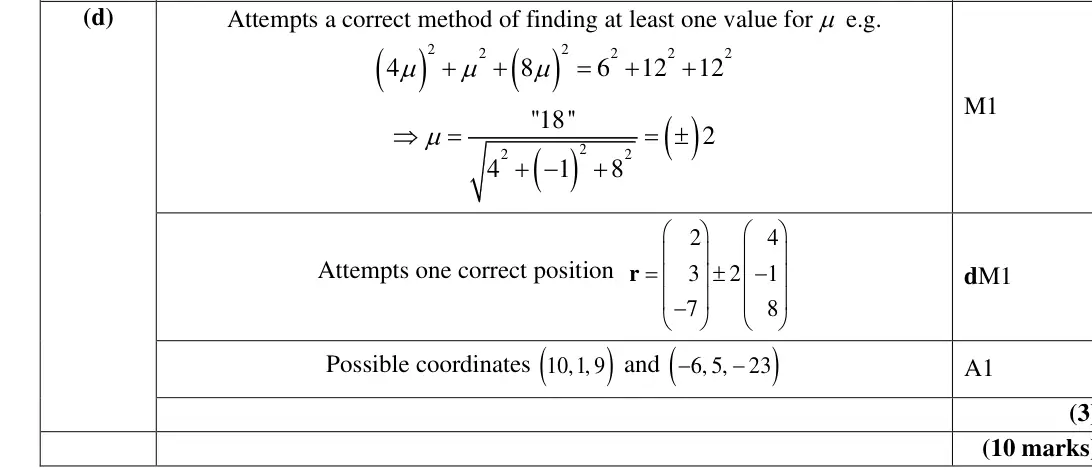 (d)
Attempts a correct method of finding at least one value for μ e.g.
(4μ)² + μ² + (8μ)² = 6² + 12² + 12²
⇒ μ = "18" / √(4² + (−1)² + 8²) = (±) 2
M1
Attempts one correct position r = (2 3 −7) ± 2 (4 −1 8)
dM1
Possible coordinates (10, 1, 9) and (−6, 5, −23)
A1
(3)
(10 marks)